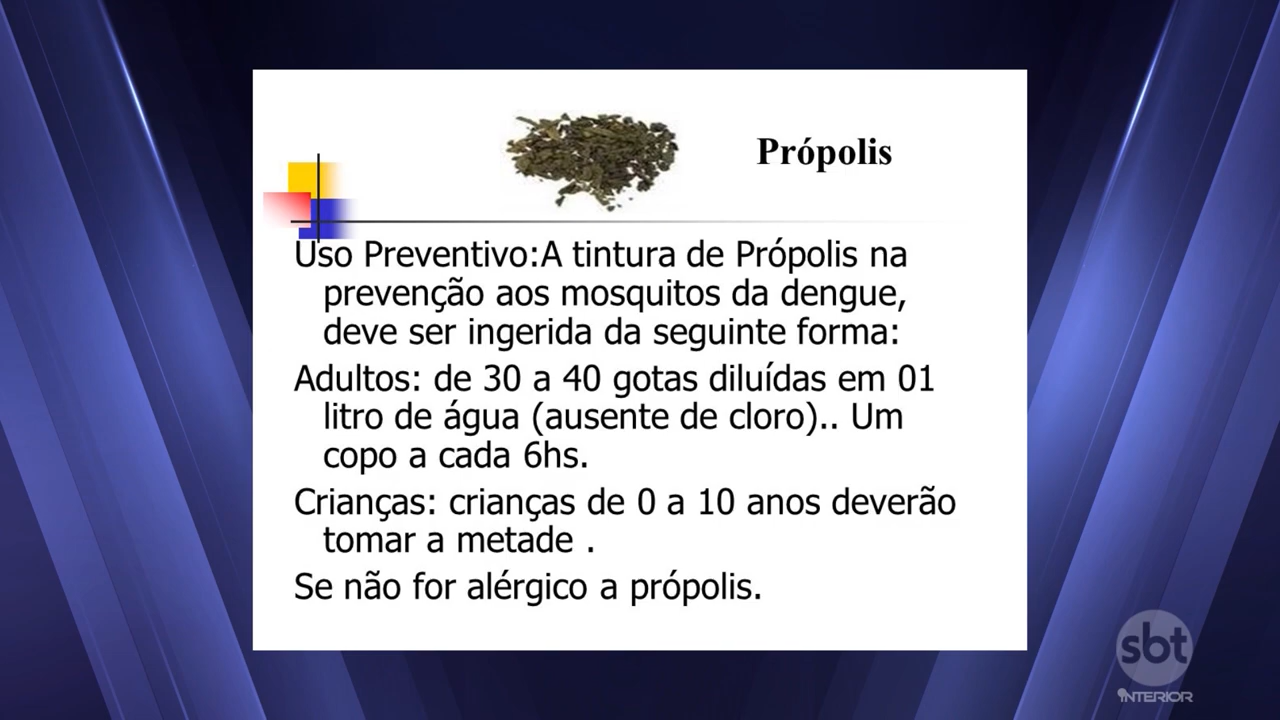 Própolis
Uso Preventivo:A tintura de Própolis na
prevenção aos mosquitos da dengue,
deve ser ingerida da seguinte forma:
Adultos: de 30 a 40 gotas diluídas em 01
litro de água (ausente de cloro).. Um
copo a cada 6hs.
Crianças: crianças de 0 a 10 anos deverão
tomar a metade .
Se não for alérgico a própolis.
sbt
INTERIOR